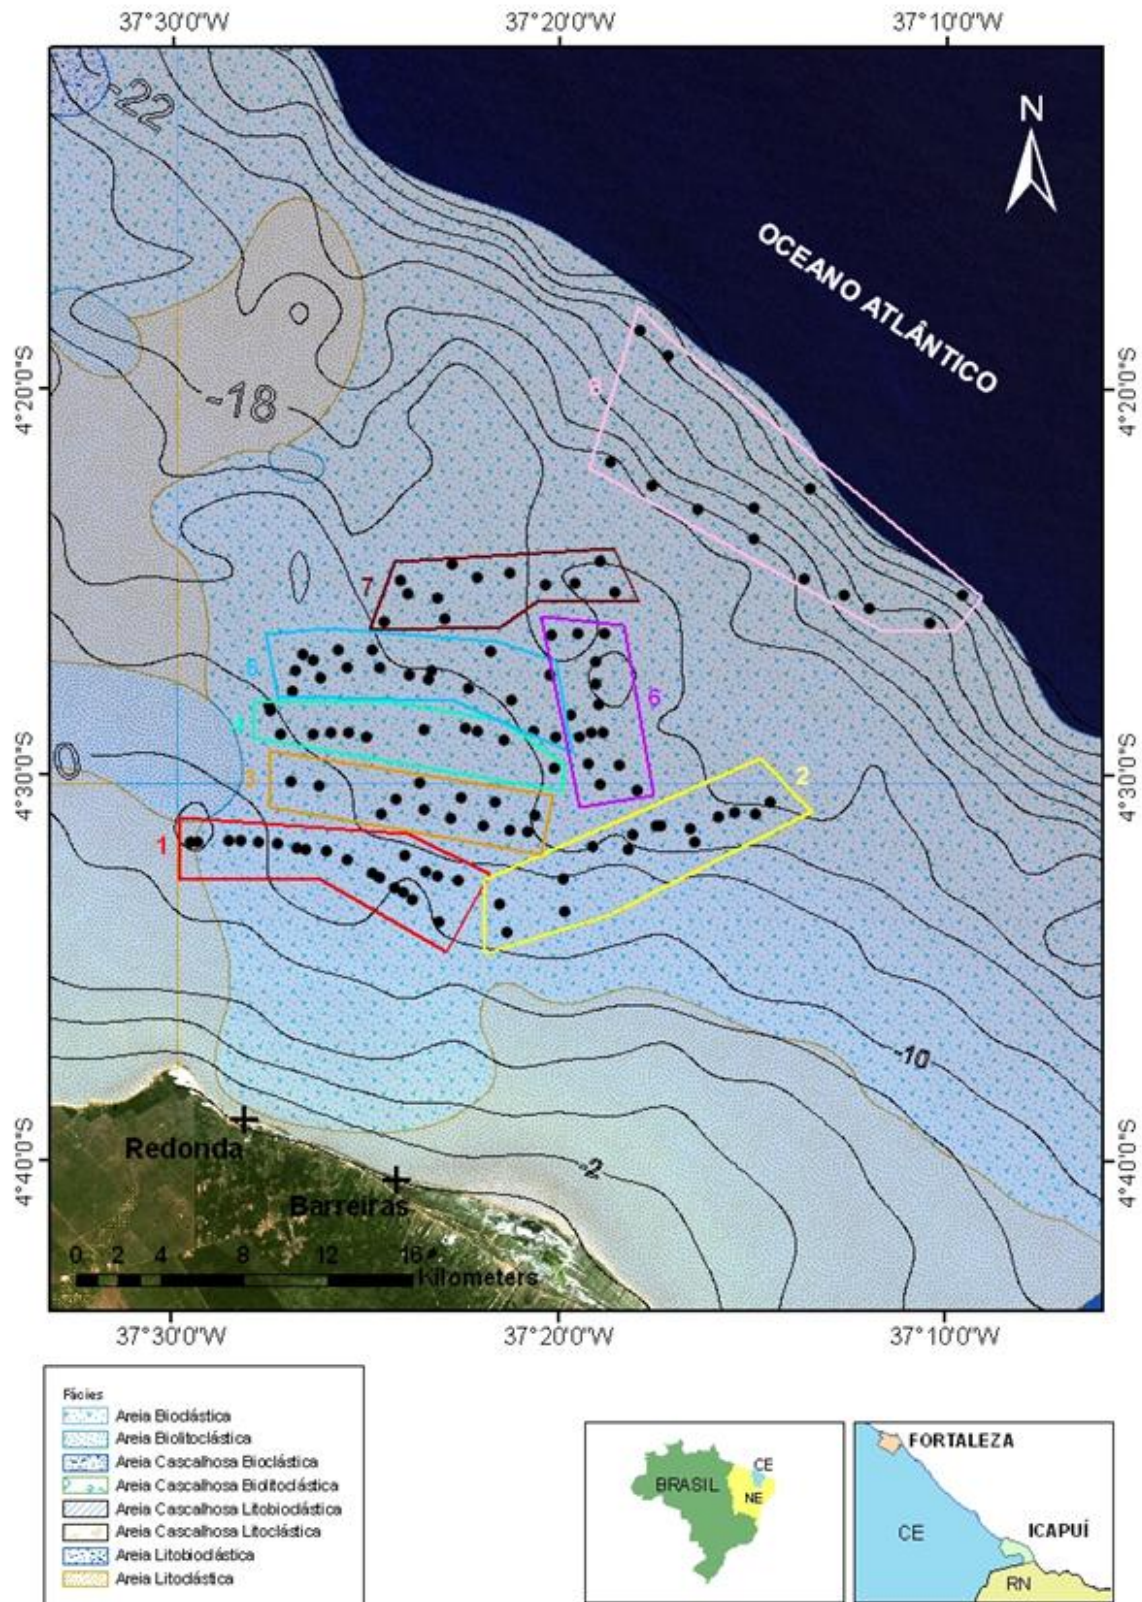 37°30'0"W 37°20'0"W 37°10'0"W
-22
N
OCEANO ATLÂNTICO
4°20'0"S 4°20'0"S
-18
8
7
5
6
4
3
2
1
0
4°30'0"S 4°30'0"S
-10
Redonda
-2
Barreiras
4°40'0"S 4°40'0"S
0 2 4 8 12 16
Kilometers
37°30'0"W 37°20'0"W 37°10'0"W
Fácies
Areia Bioclástica
Areia Biolitoclástica
Areia Cascalhosa Bioclástica
Areia Cascalhosa Biolitoclástica
Areia Cascalhosa Litobioclástica
Areia Cascalhosa Litoclástica
Areia Litobioclástica
Areia Litoclástica
BRASIL
CE
NE
FORTALEZA
CE
ICAPUÍ
RN